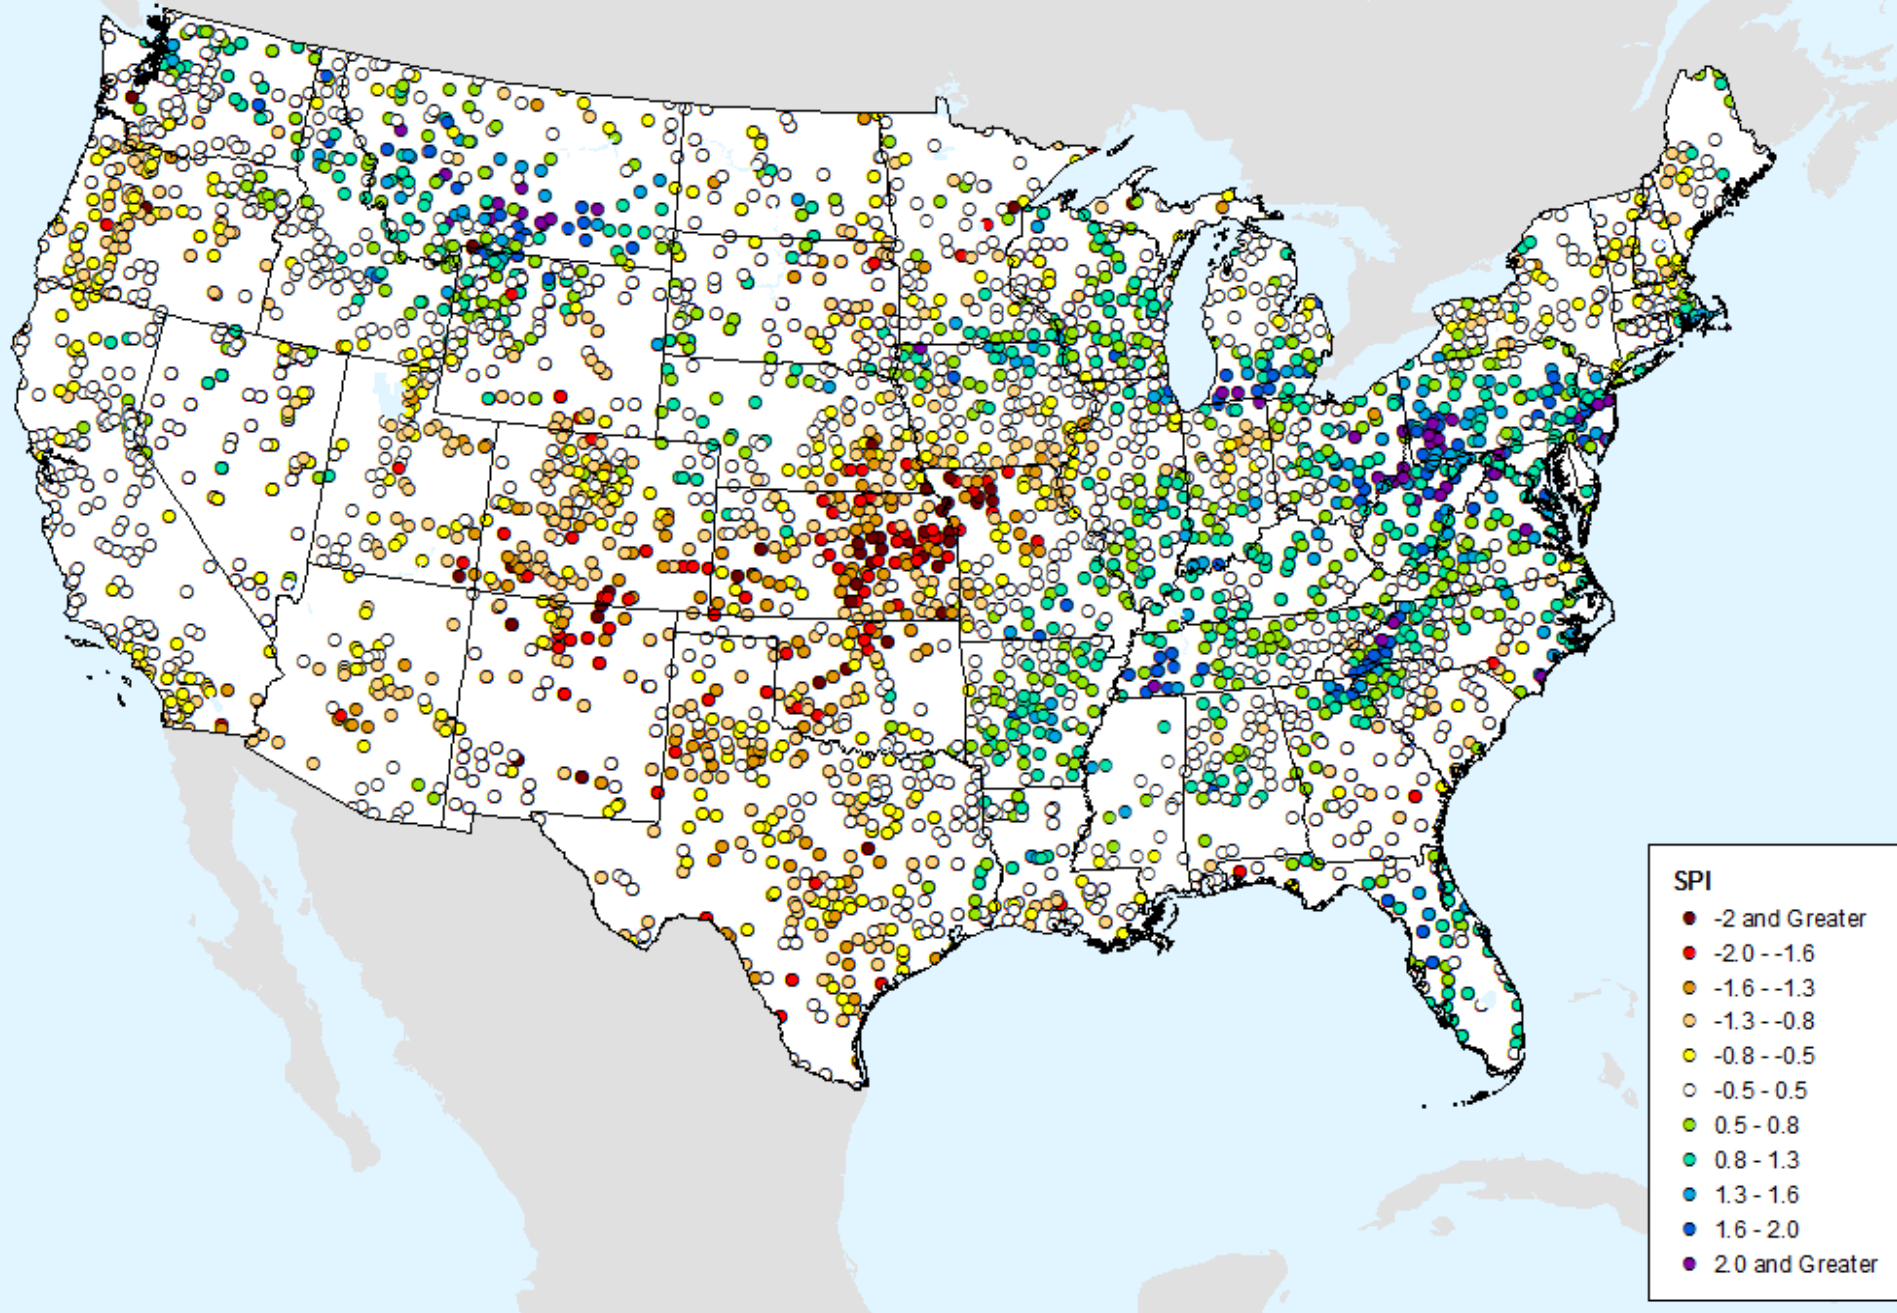 SPI
-2 and Greater
-2.0 - -1.6
-1.6 - -1.3
-1.3 - -0.8
-0.8 - -0.5
-0.5 - 0.5
0.5 - 0.8
0.8 - 1.3
1.3 - 1.6
1.6 - 2.0
2.0 and Greater